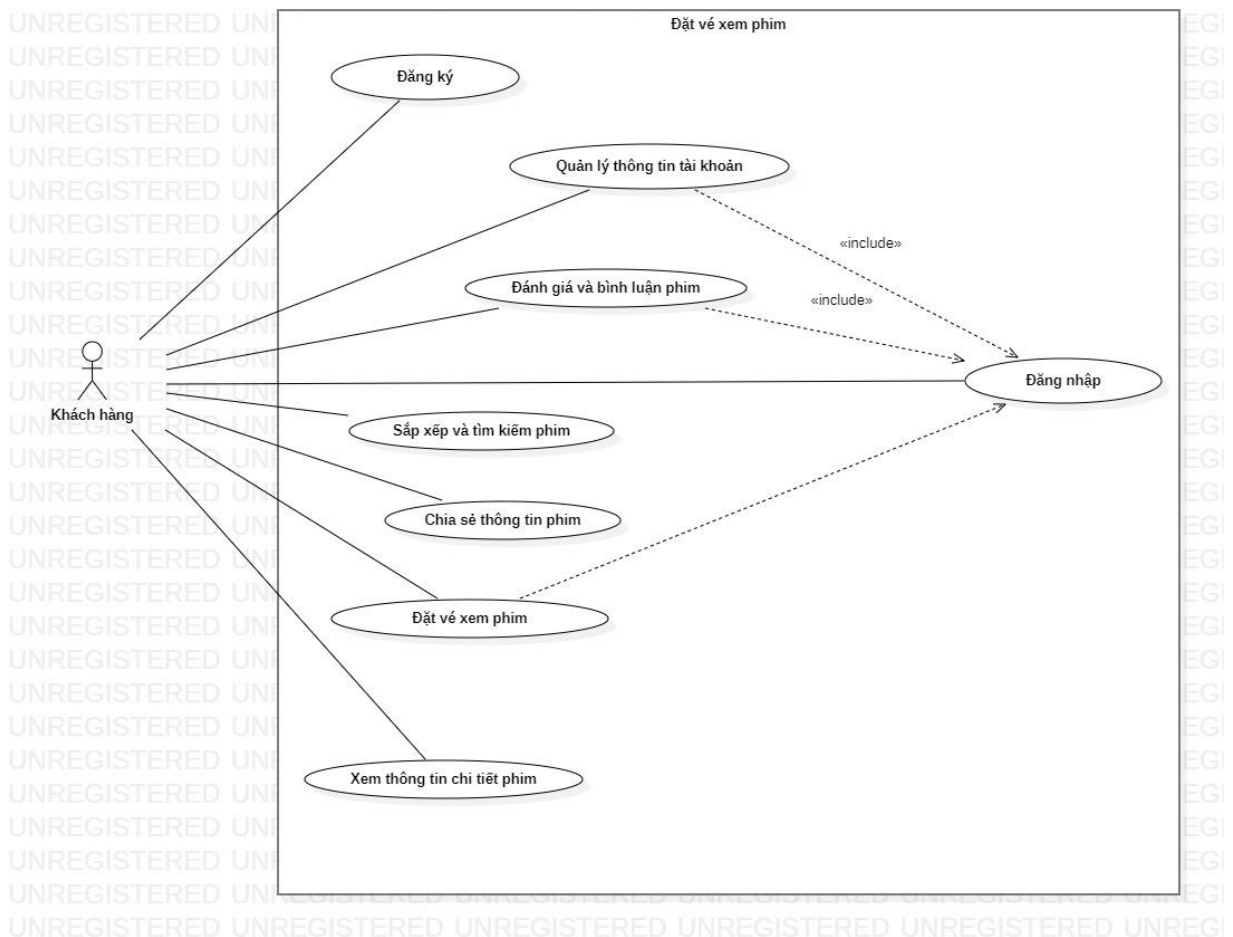 Đặt vé xem phim
Đăng ký
Quản lý thông tin tài khoản
«include»
Đánh giá và bình luận phim
«include»
Đăng nhập
Khách hàng
Sắp xếp và tìm kiếm phim
Chia sẻ thông tin phim
Đặt vé xem phim
Xem thông tin chi tiết phim
UNREGISTERED UNREGISTERED UNREGISTERED UNREGISTERED UNREGISTERED UNREGI